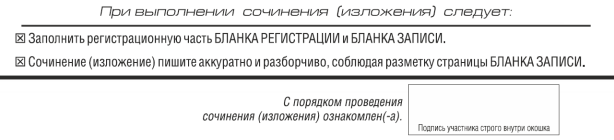 При выполнении сочинения (изложения) следует:
☒ Заполнить регистрационную часть БЛАНКА РЕГИСТРАЦИИ и БЛАНКА ЗАПИСИ.
☒ Сочинение (изложение) пишите аккуратно и разборчиво, соблюдая разметку страницы БЛАНКА ЗАПИСИ.
С порядком проведения
сочинения (изложения) ознакомлен(-а).
Подпись участника строго внутри окошка